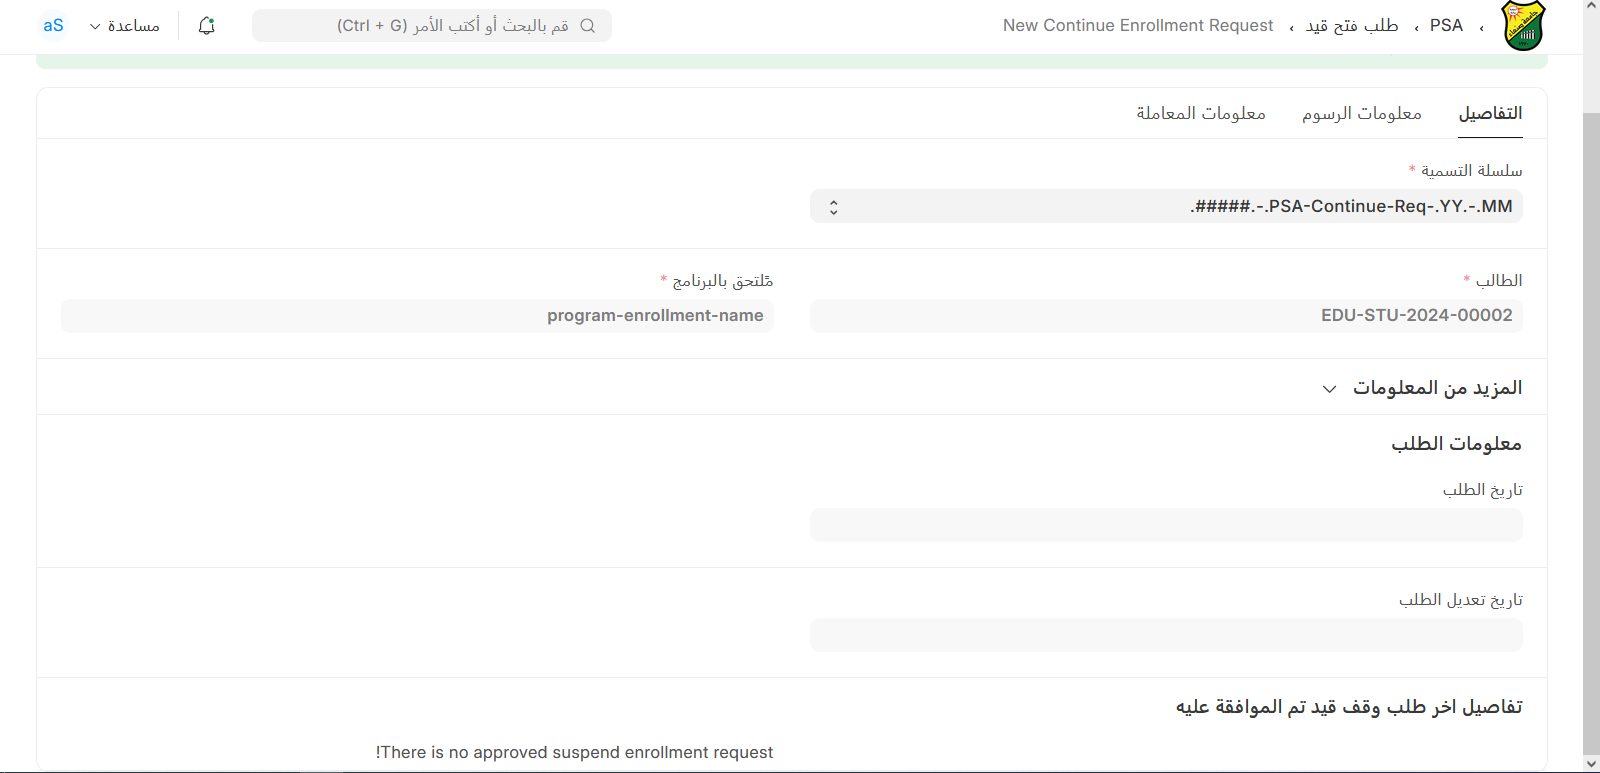 PSA ‹ طلب فتح قيد ‹ New Continue Enrollment Request
قم بالبحث أو أكتب الأمر (Ctrl + G)
مساعدة
aS
التفاصيل
معلومات الرسوم
معلومات المعاملة
سلسلة التسمية *
.#####.-.PSA-Continue-Req-.YY.-.MM
الطالب *
EDU-STU-2024-00002
مًلتحق بالبرنامج *
program-enrollment-name
المزيد من المعلومات
معلومات الطلب
تاريخ الطلب
تاريخ تعديل الطلب
تفاصيل اخر طلب وقف قيد تم الموافقة عليه
!There is no approved suspend enrollment request